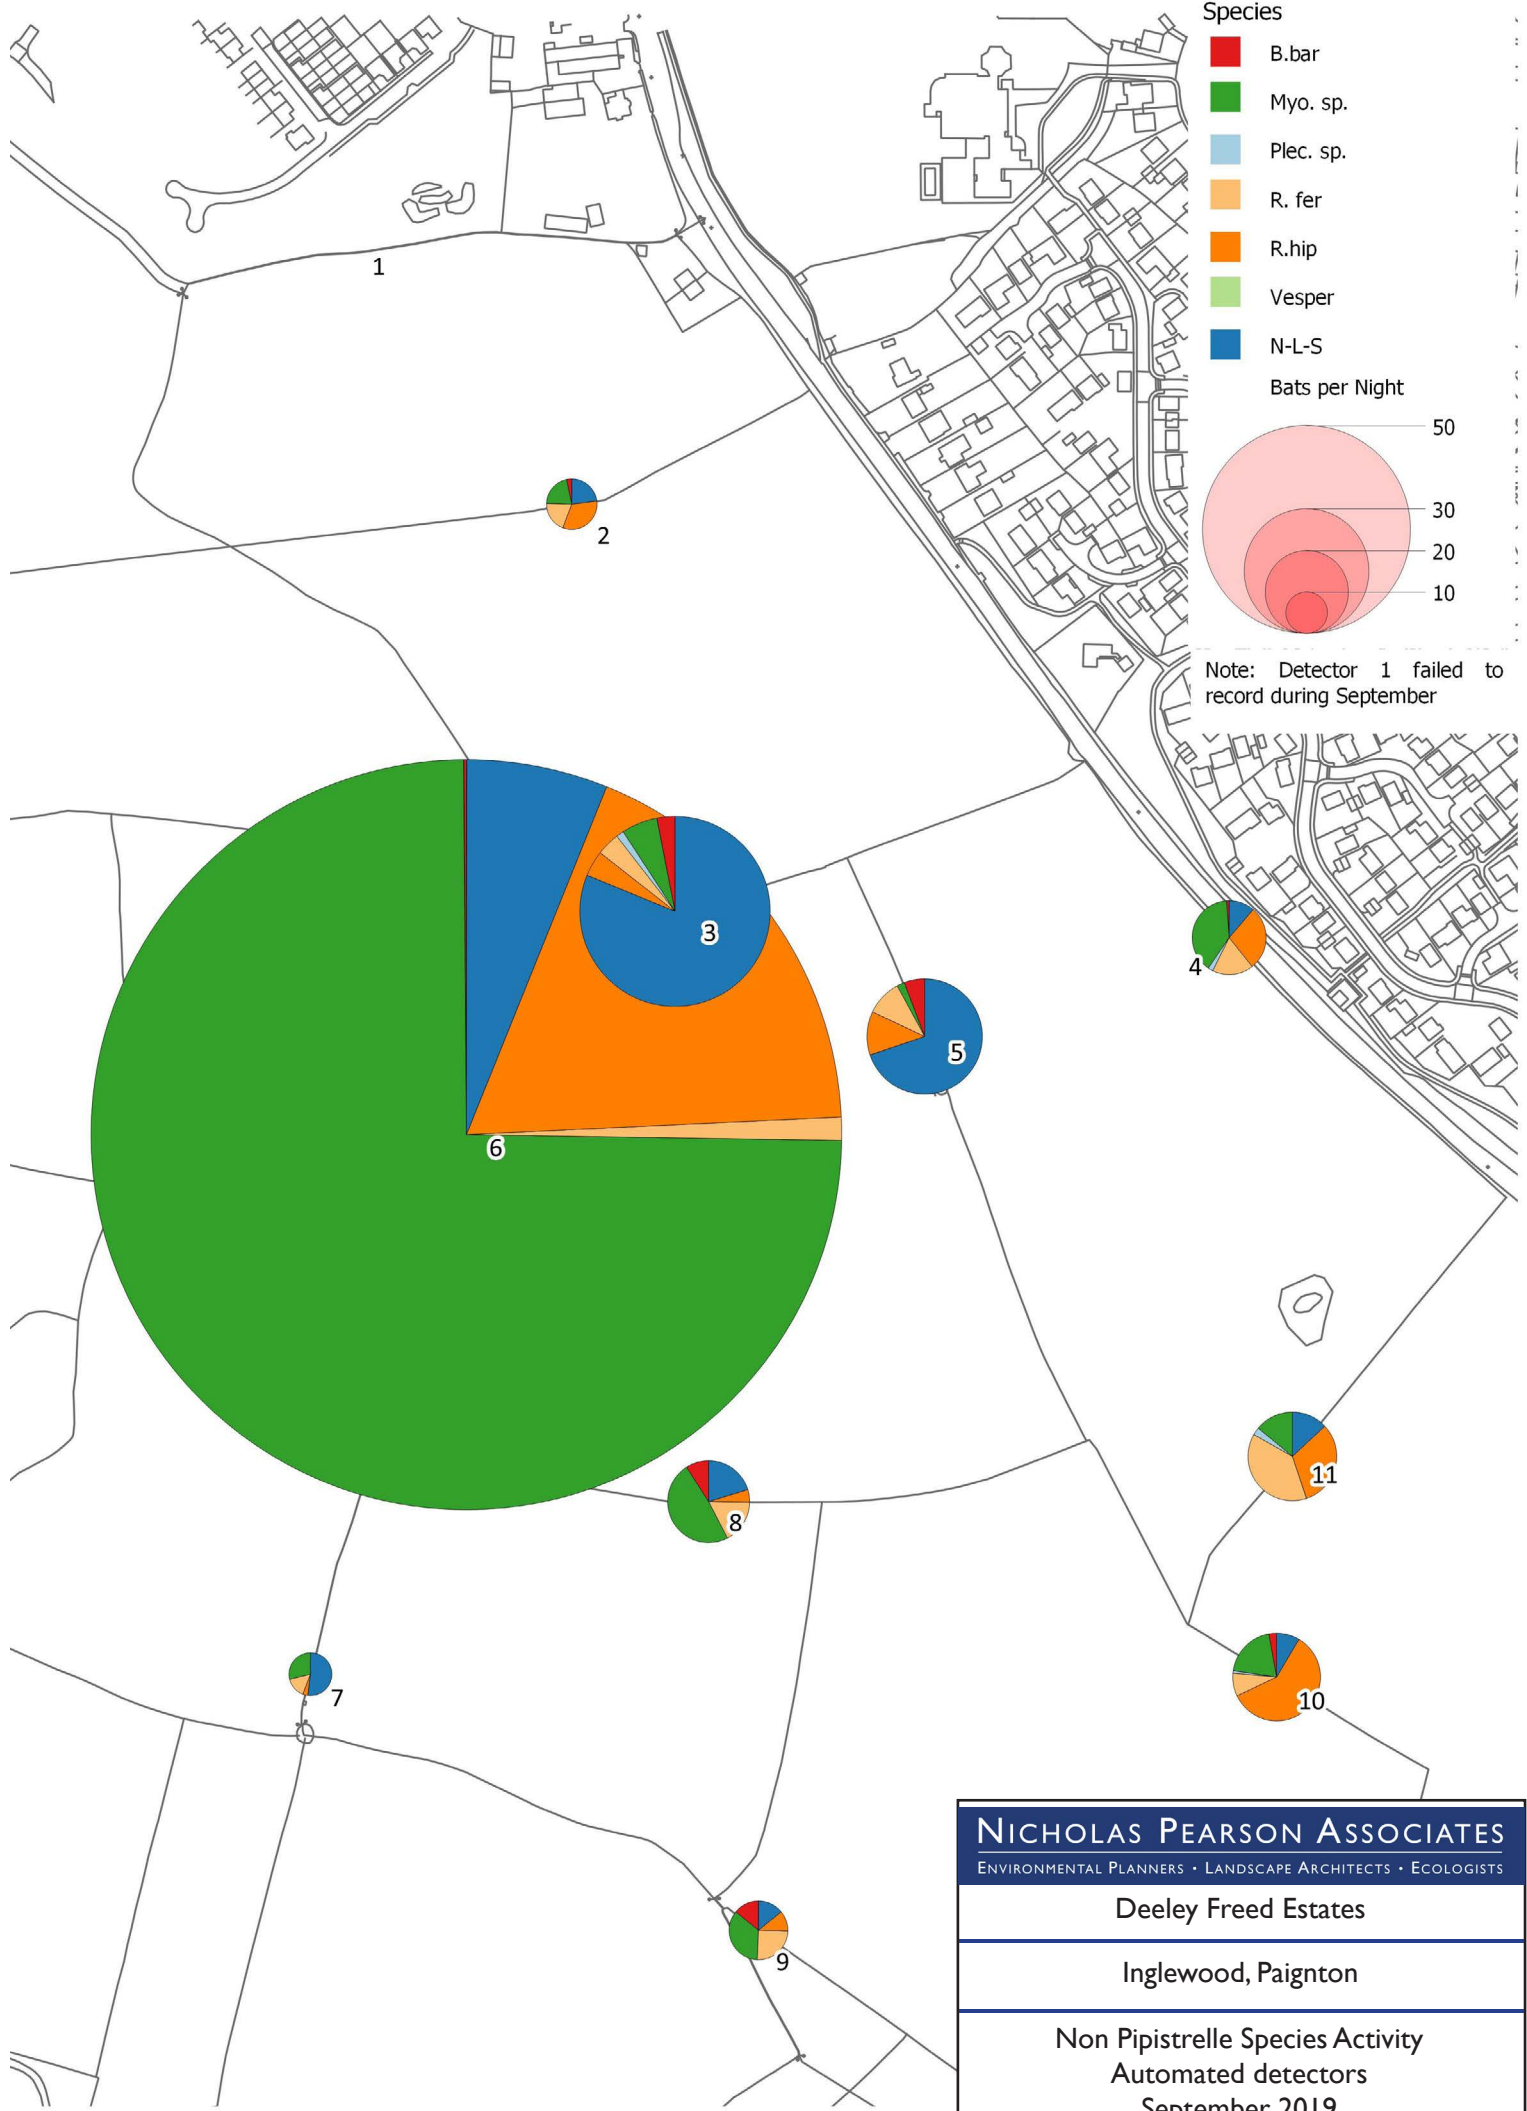 Species
B.bar
Myo. sp.
Plec. sp.
R. fer
R.hip
Vesper
N-L-S
Bats per Night
50
30
20
10
Note: Detector 1 failed to
record during September
1
2
3
4
5
6
7
8
9
10
11
NICHOLAS PEARSON ASSOCIATES
ENVIRONMENTAL PLANNERS • LANDSCAPE ARCHITECTS • ECOLOGISTS
Deeley Freed Estates
Inglewood, Paignton
Non Pipistrelle Species Activity
Automated detectors
September 2019